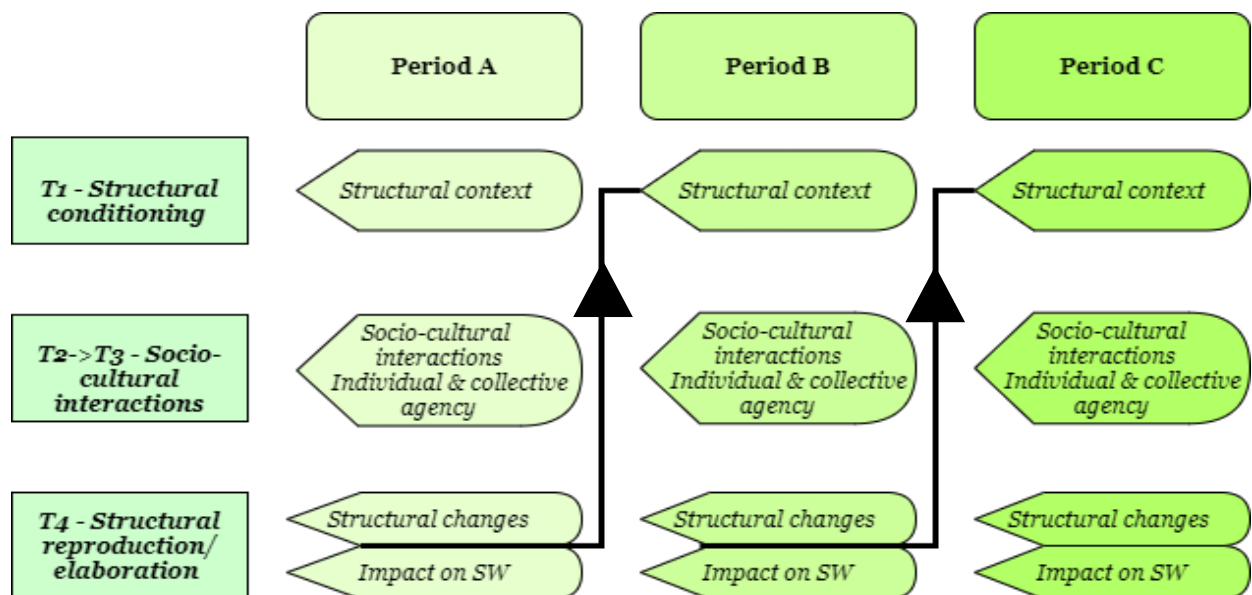 Period A
Period B
Period C
T1 - Structural
conditioning
Structural context
Structural context
Structural context
T2->T3 - Socio-
cultural
interactions
Socio-cultural
interactions
Individual & collective
agency
Socio-cultural
interactions
Individual & collective
agency
Socio-cultural
interactions
Individual & collective
agency
T4 - Structural
reproduction/
elaboration
Structural changes
Impact on SW
Structural changes
Impact on SW
Structural changes
Impact on SW